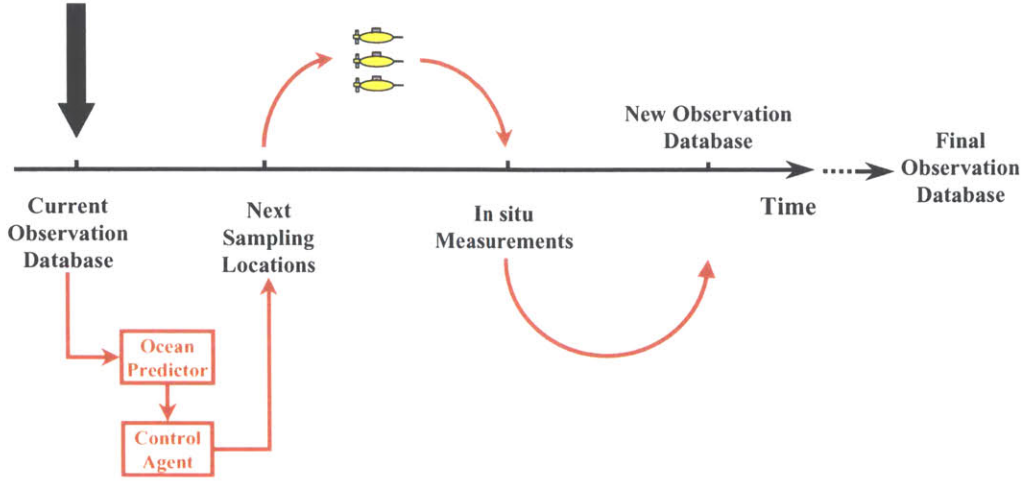 New Observation
Database
Final
Observation
Database
Time
Current
Observation
Database
Next
Sampling
Locations
In situ
Measurements
Ocean
Predictor
Control
Agent